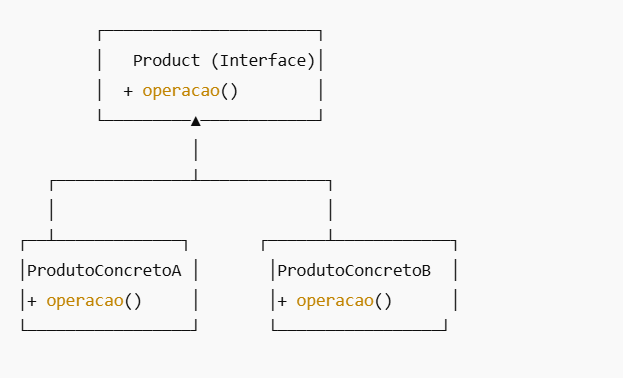 Product (Interface)
+ operacao()
ProdutoConcretoA
ProdutoConcretoB
+ operacao()
+ operacao()